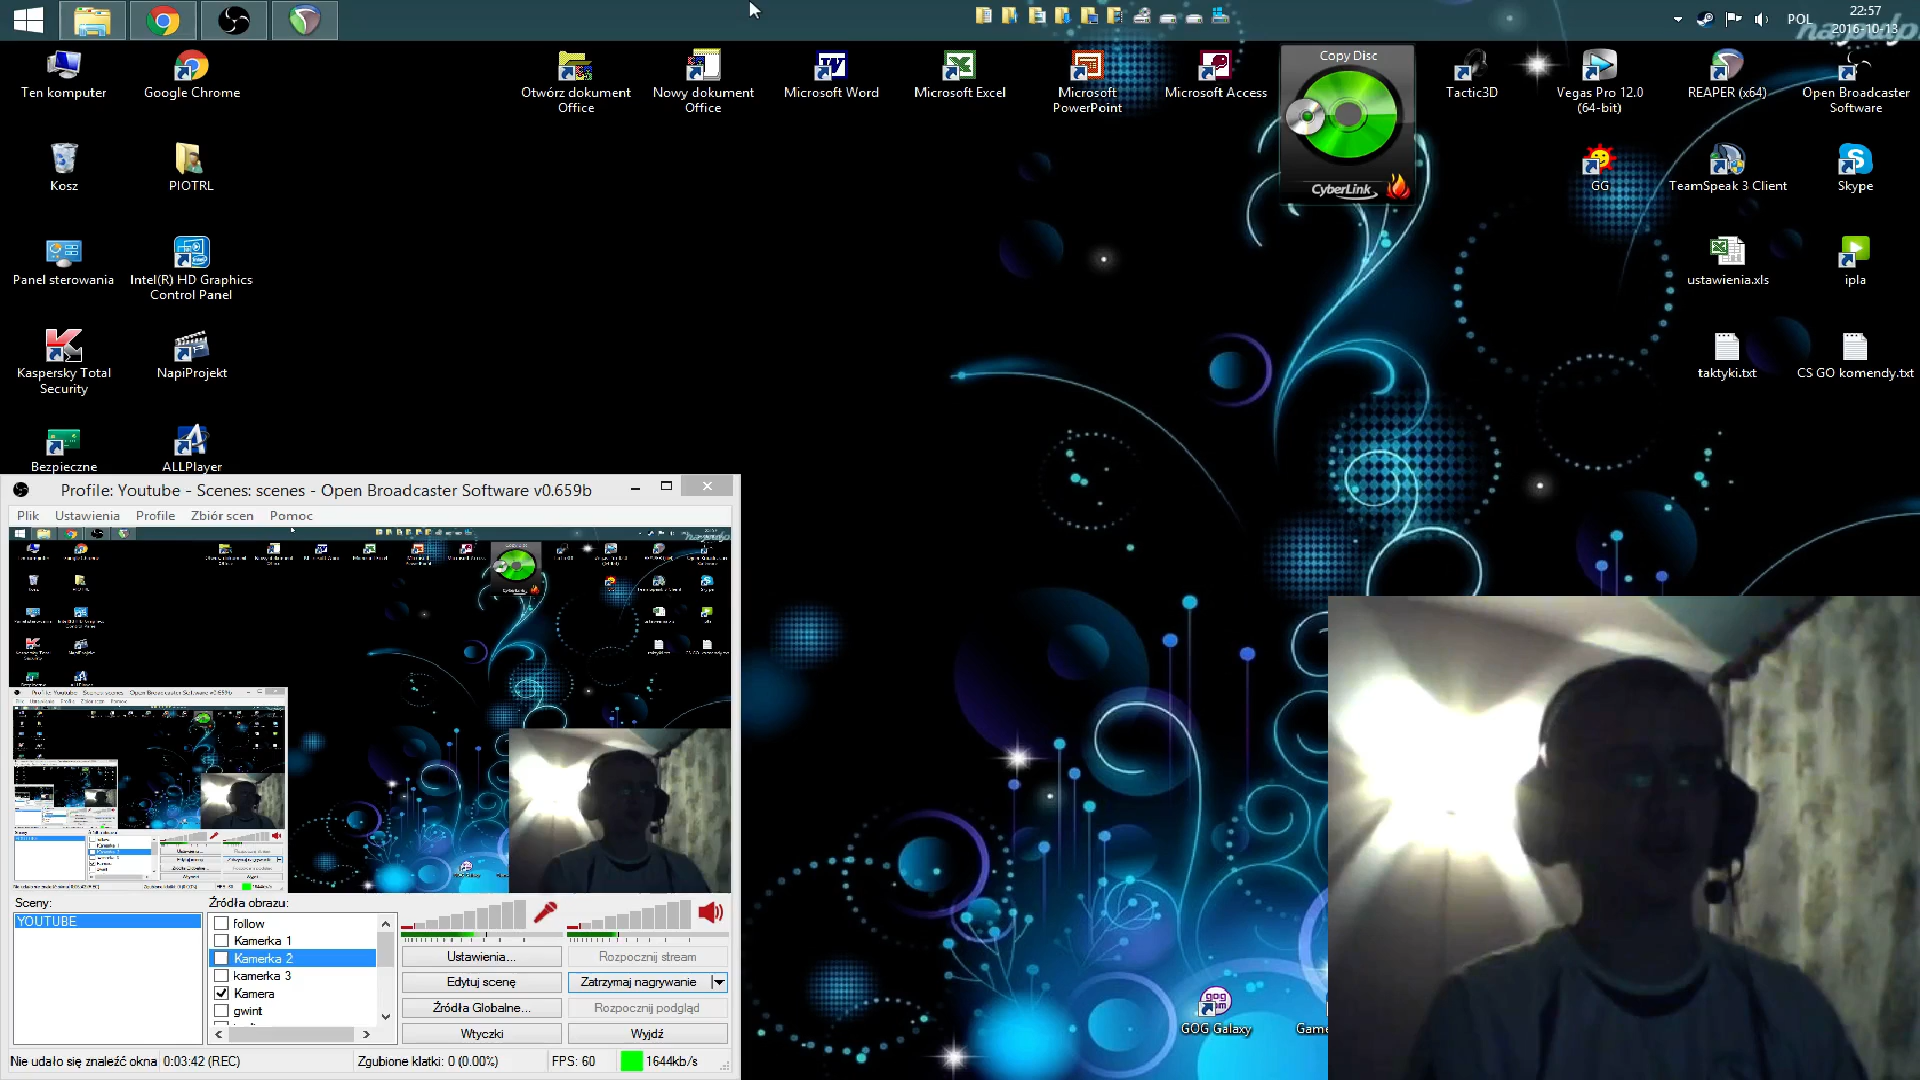 POL
22:57
2016-10-13
Ten komputer
Google Chrome
Otwórz dokument
Office
Nowy dokument
Office
Microsoft Word
Microsoft Excel
Microsoft
PowerPoint
Microsoft Access
Copy Disc
CyberLink
Tactic3D
Vegas Pro 12.0
(64-bit)
REAPER (x64)
Open Broadcaster
Software
Kosz
PIOTRL
GG
TeamSpeak 3 Client
Skype
Panel sterowania
Intel(R) HD Graphics
Control Panel
ustawienia.xls
ipla
Kaspersky Total
Security
NapiProjekt
taktyki.txt
CS GO komendy.txt
Bezpieczne
ALLPlayer
Profile: Youtube - Scenes: scenes - Open Broadcaster Software v0.659b
Plik Ustawienia Profile Zbiór scen Pomoc
Sceny:
YOUTUBE
Źródła obrazu:
follow
Kamerka 1
Kamerka 2
kamerka 3
Kamera
gwint
Ustawienia...
Rozpocznij stream
Edytuj scenę
Zatrzymaj nagrywanie
Źródła Globalne...
Rozpocznij podgląd
Wtyczki
Wyjdź
Nie udało się znaleźć okna
0:03:42 (REC)
Zgubione klatki: 0 (0.00%)
FPS: 60
1644kb/s
GOG Galaxy
Game